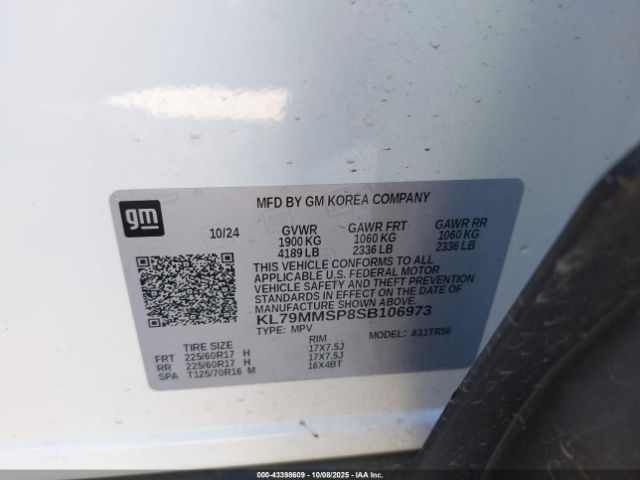 MFD BY GM KOREA COMPANY
gm
10/24 GVWR GAWR FRT GAWR RR
1900 KG 1060 KG 1060 KG
4189 LB 2336 LB 2336 LB
THIS VEHICLE CONFORMS TO ALL
APPLICABLE U.S. FEDERAL MOTOR
VEHICLE SAFETY AND THEFT PREVENTION
STANDARDS IN EFFECT ON THE DATE OF
MANUFACTURE SHOWN ABOVE.
KL79MMSP8SB106973
TYPE: MPV MODEL: 831TR56
TIRE SIZE RIM
FRT 225/60R17 H 17X7.5J
RR 225/60R17 H 17X7.5J
SPA T125/70R16 M 16X4BT
000-43398609 - 10/08/2025 - IAAI.COM